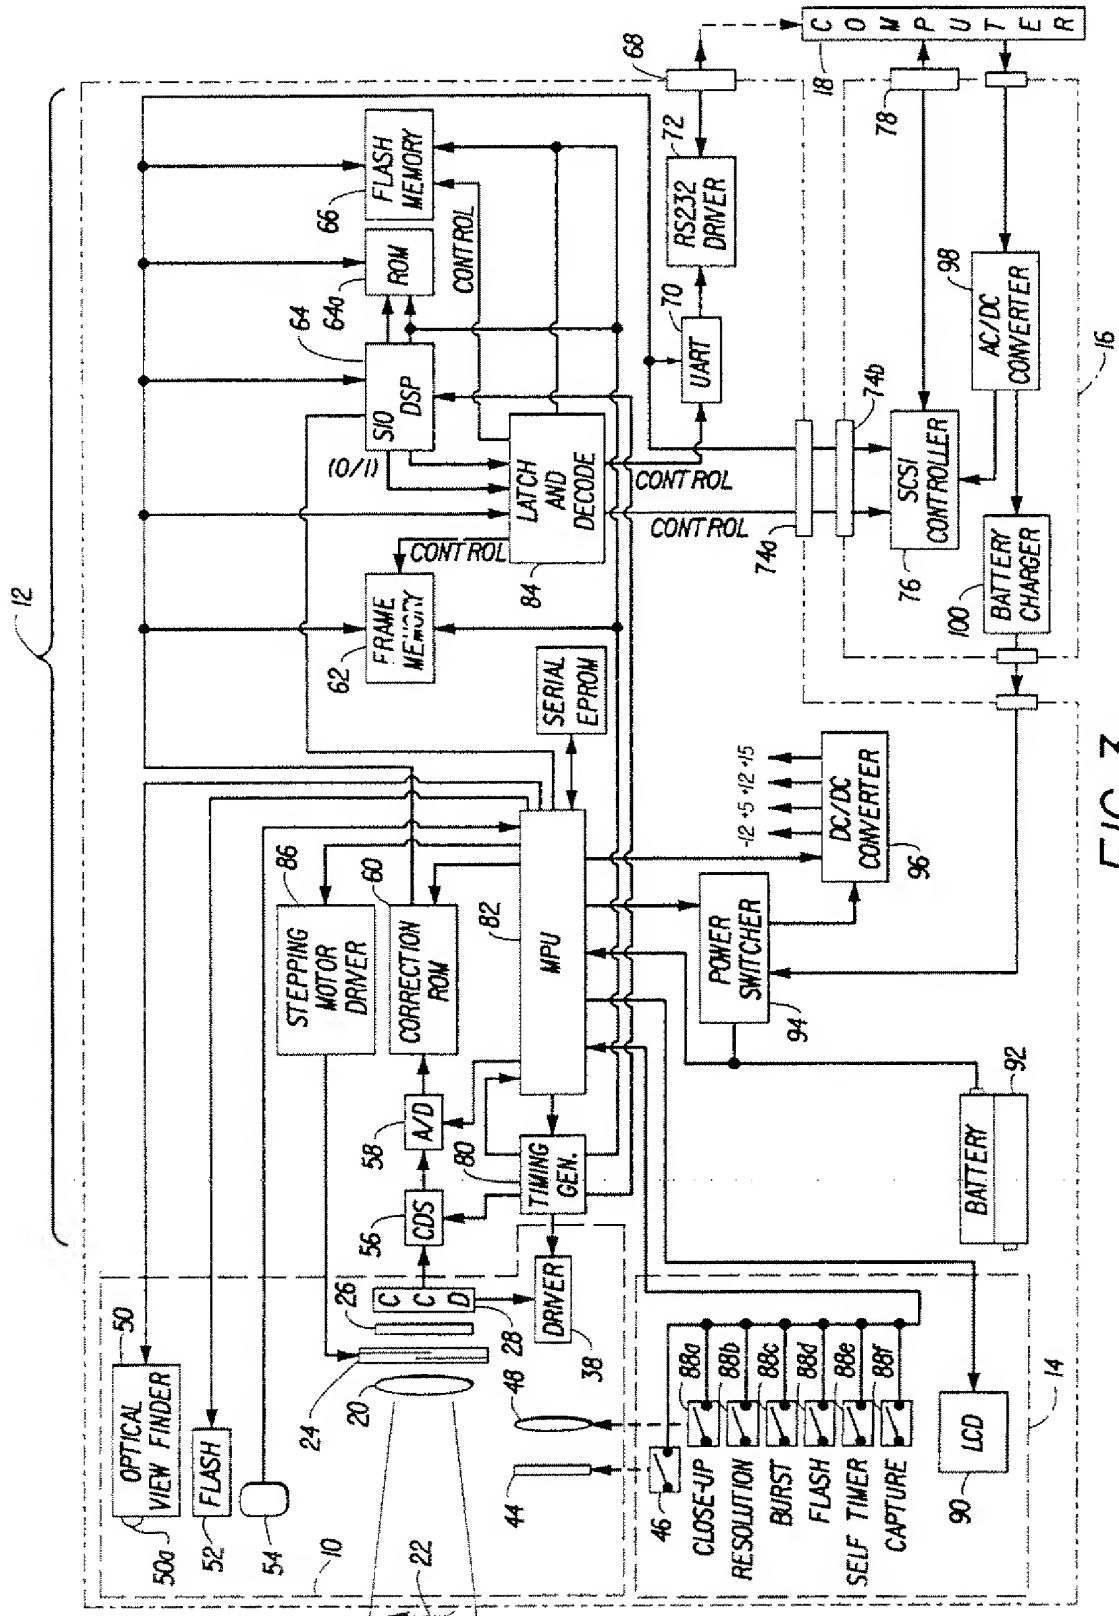 12
50
OPTICAL
VIEW FINDER
50a
52
FLASH
54
10
22
86
STEPPING
MOTOR
DRIVER
24
20
26
C C D
28
56
CDS
58
A/D
60
CORRECTION
ROM
80
TIMING
GEN.
82
MPU
DRIVER
38
SERIAL
EPROM
62
FRAME
MEMORY
CONTROL
64
SIO
DSP
(0/1)
64a
ROM
66
FLASH
MEMORY
CONTROL
84
LATCH
AND
DECODE
CONTROL
CONTROL
70
UART
72
RS232
DRIVER
68
18
COMPUTER
44
48
46
CLOSE-UP
88a
RESOLUTION
88b
BURST
88c
FLASH
88d
SELF TIMER
88e
CAPTURE
88f
90
LCD
14
BATTERY
92
94
POWER
SWITCHER
96
DC/DC
CONVERTER
-12 +5 +12 +15
74a
74b
76
SCSI
CONTROLLER
78
98
AC/DC
CONVERTER
100
BATTERY
CHARGER
16
FIG. 3